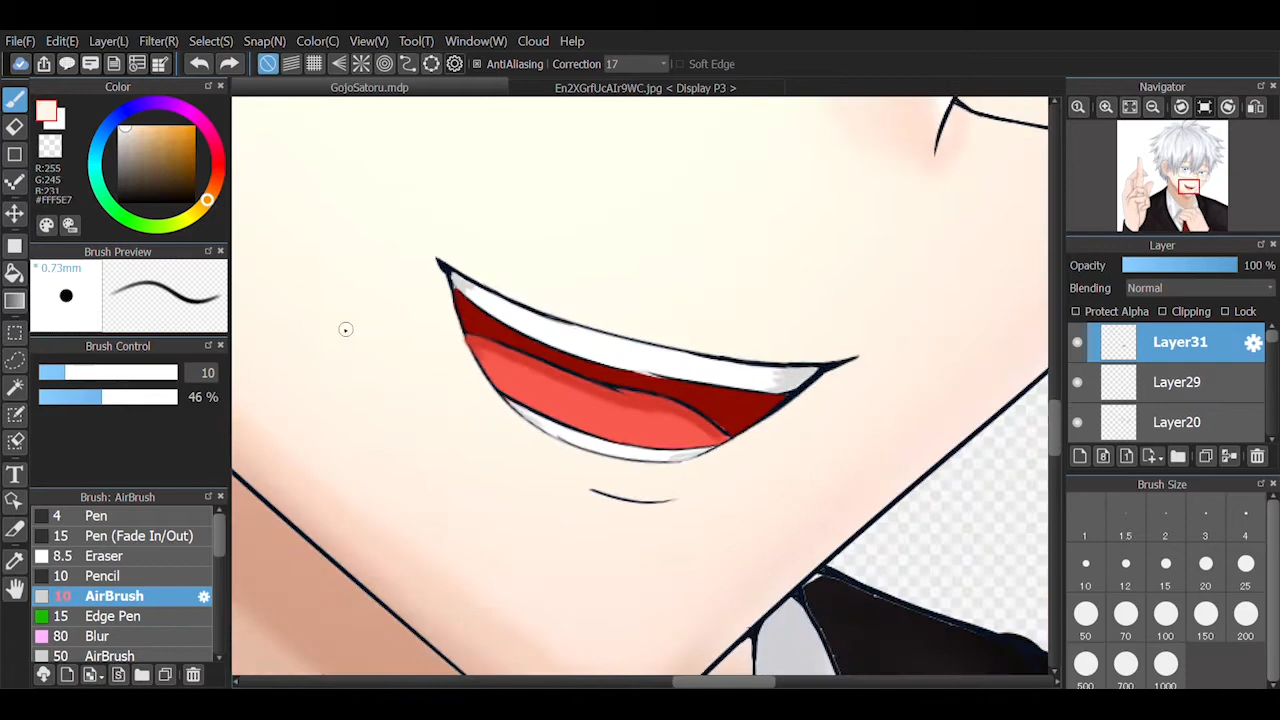 File(F) Edit(E) Layer(L) Filter(R) Select(S) Snap(N) Color(C) View(V) Tool(T) Window(W) Cloud Help
AntiAliasing Correction 17 Soft Edge
Color
GojoSatoru.mdp
En2XGrfUcAIr9WC.jpg < Display P3 >
Navigator
R:255
G:245
B:231
#FFF5E7
Brush Preview
* 0.73mm
Brush Control
10
46 %
Brush: AirBrush
4 Pen
15 Pen (Fade In/Out)
8.5 Eraser
10 Pencil
10 AirBrush
15 Edge Pen
80 Blur
50 AirBrush
Layer
Opacity 100 %
Blending Normal
Protect Alpha Clipping Lock
Layer31
Layer29
Layer20
Brush Size
1 1.5 2 3 4
10 12 15 20 25
50 70 100 150 200
500 700 1000